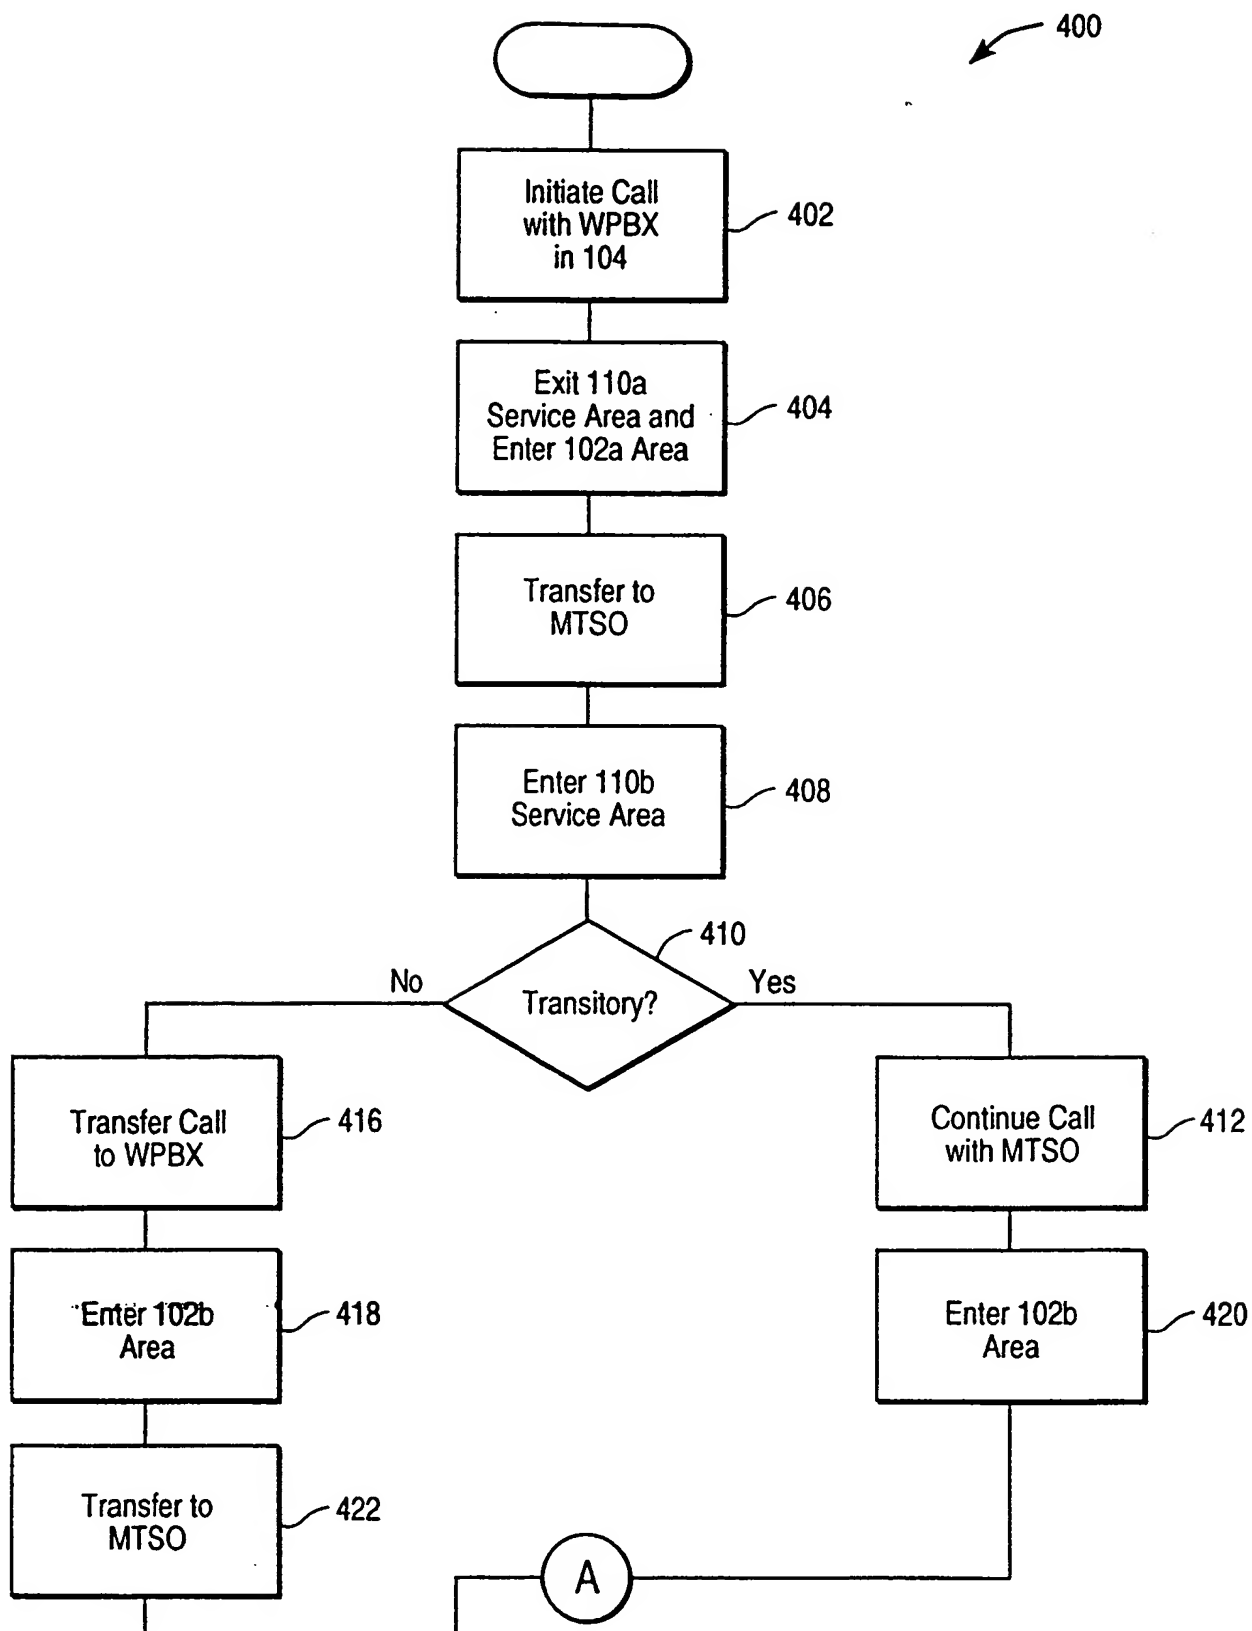 400
Initiate Call
with WPBX
in 104
402
Exit 110a
Service Area and
Enter 102a Area
404
Transfer to
MTSO
406
Enter 110b
Service Area
408
410
No
Transitory?
Yes
Transfer Call
to WPBX
416
Continue Call
with MTSO
412
Enter 102b
Area
418
Enter 102b
Area
420
Transfer to
MTSO
422
A